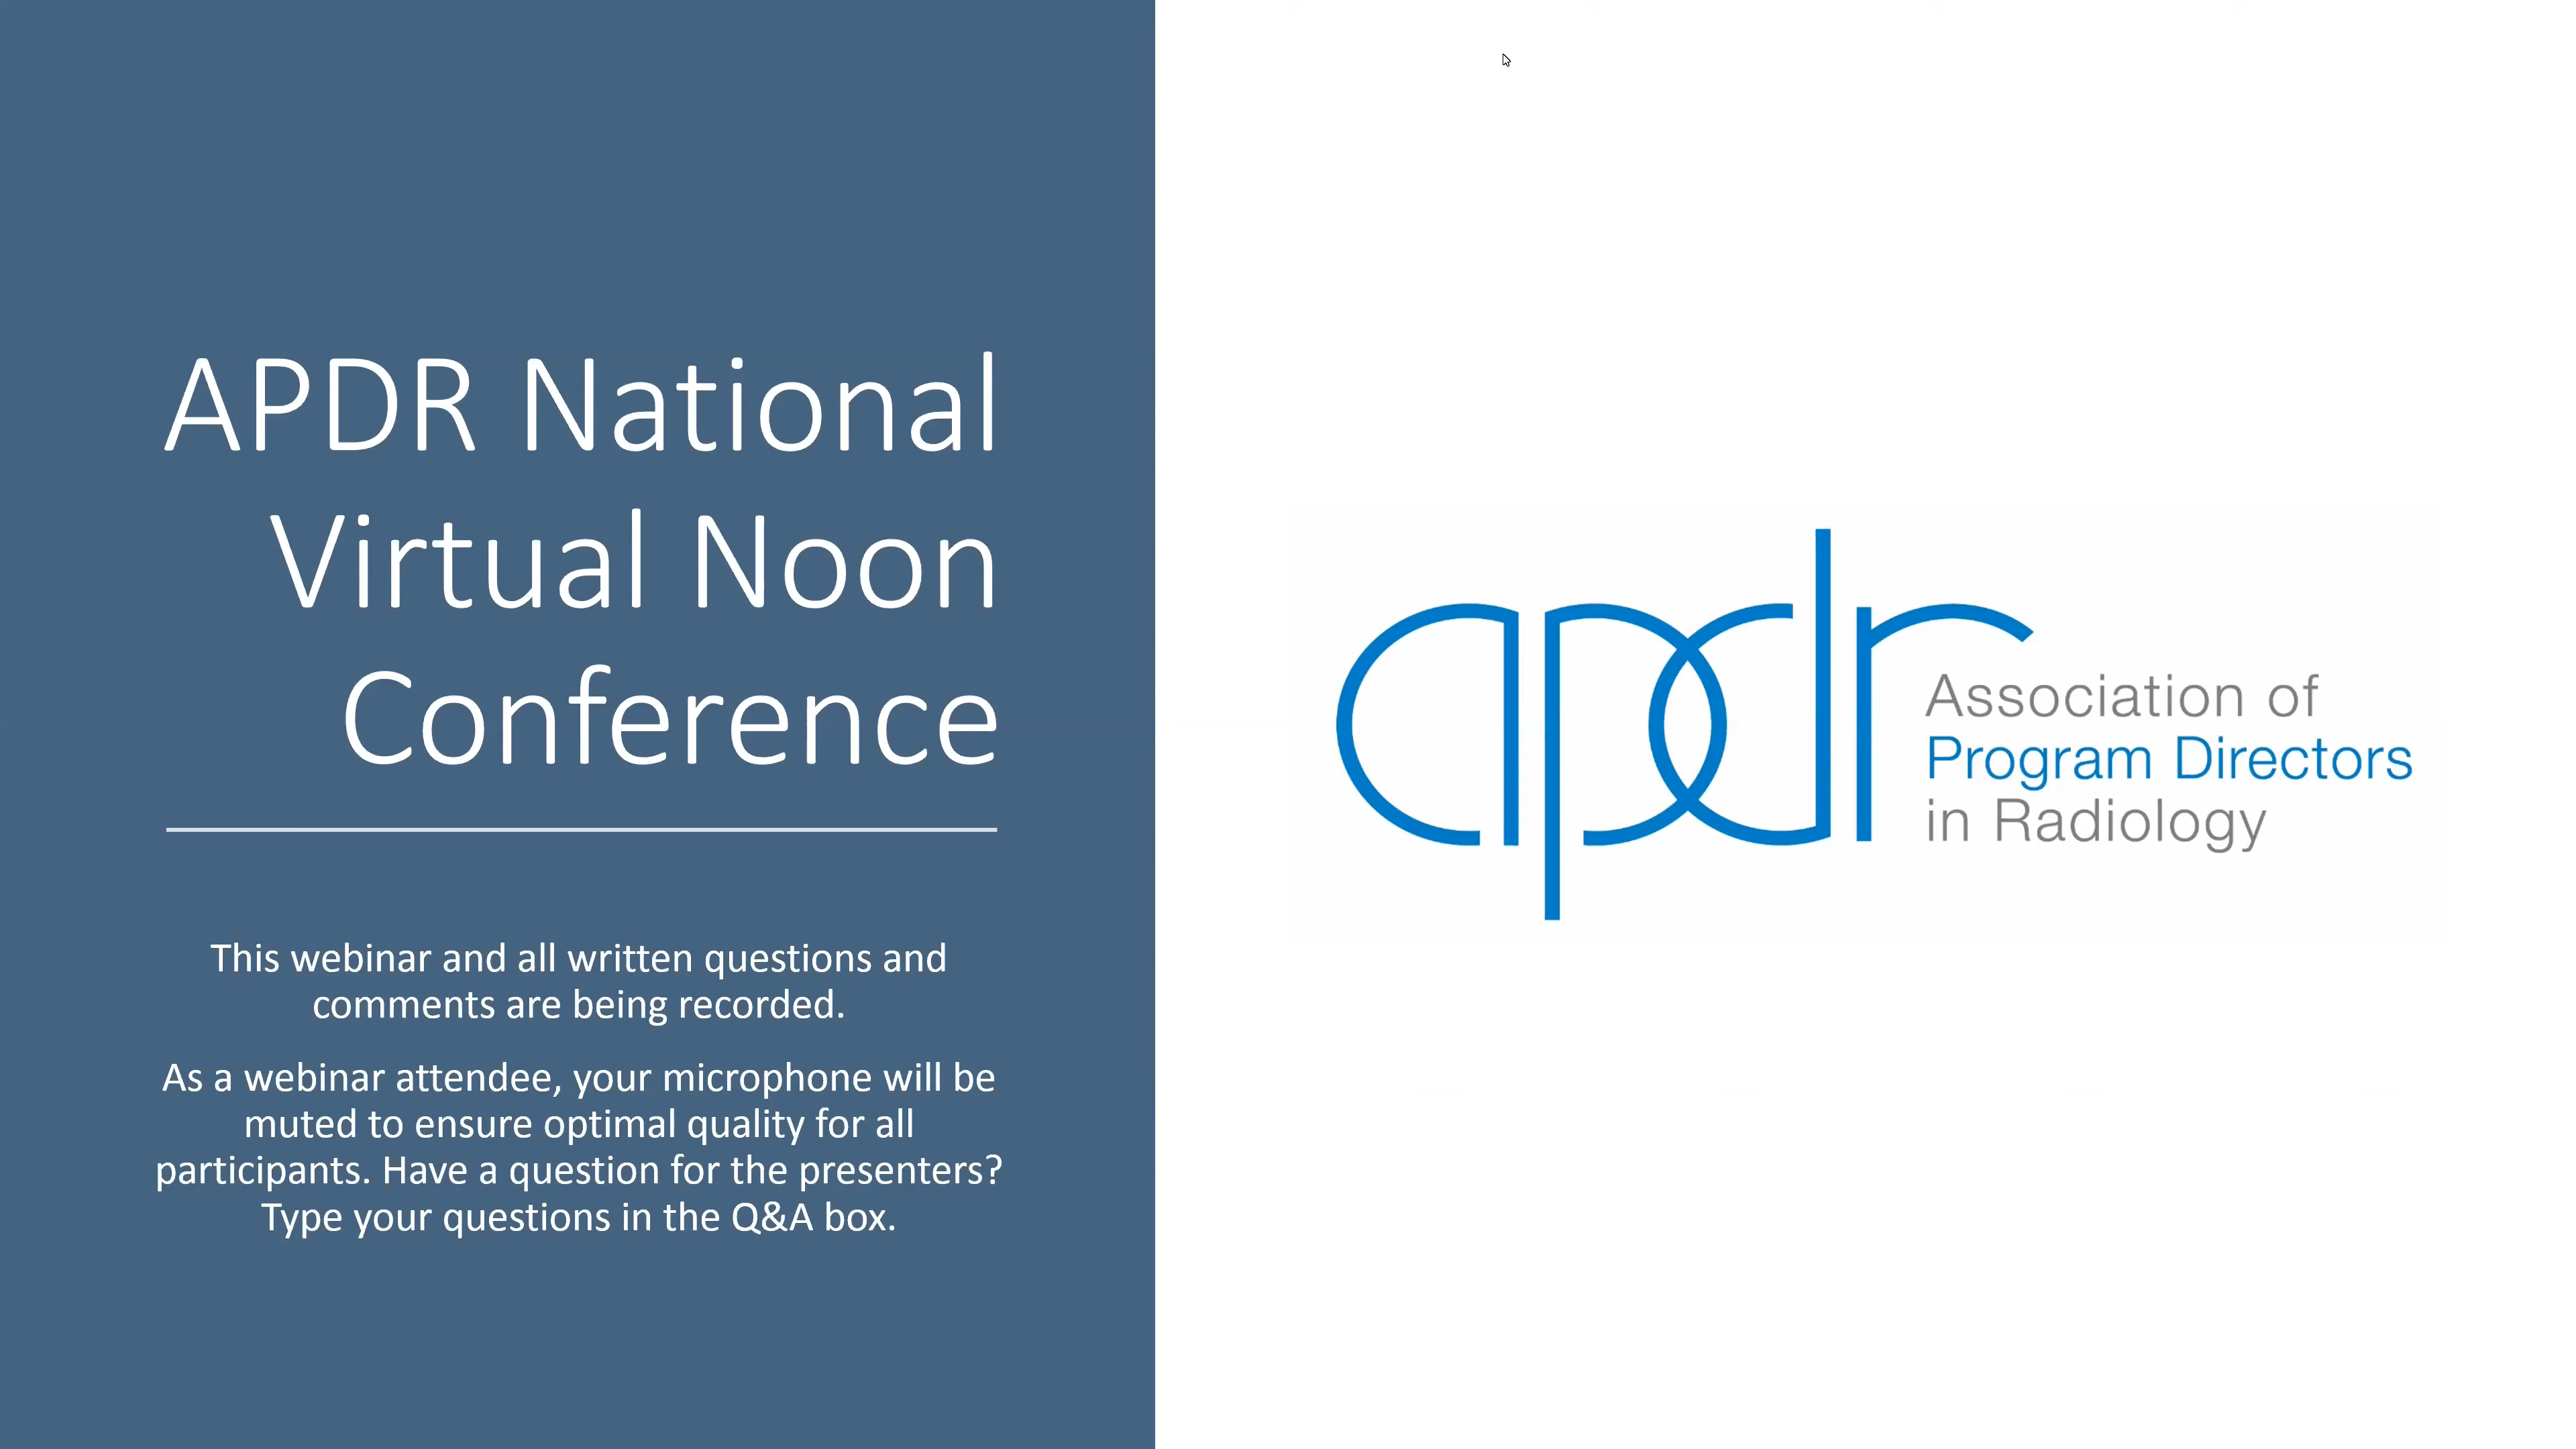 APDR National
Virtual Noon
Conference
This webinar and all written questions and
comments are being recorded.
As a webinar attendee, your microphone will be
muted to ensure optimal quality for all
participants. Have a question for the presenters?
Type your questions in the Q&A box.
apdr
Association of
Program Directors
in Radiology